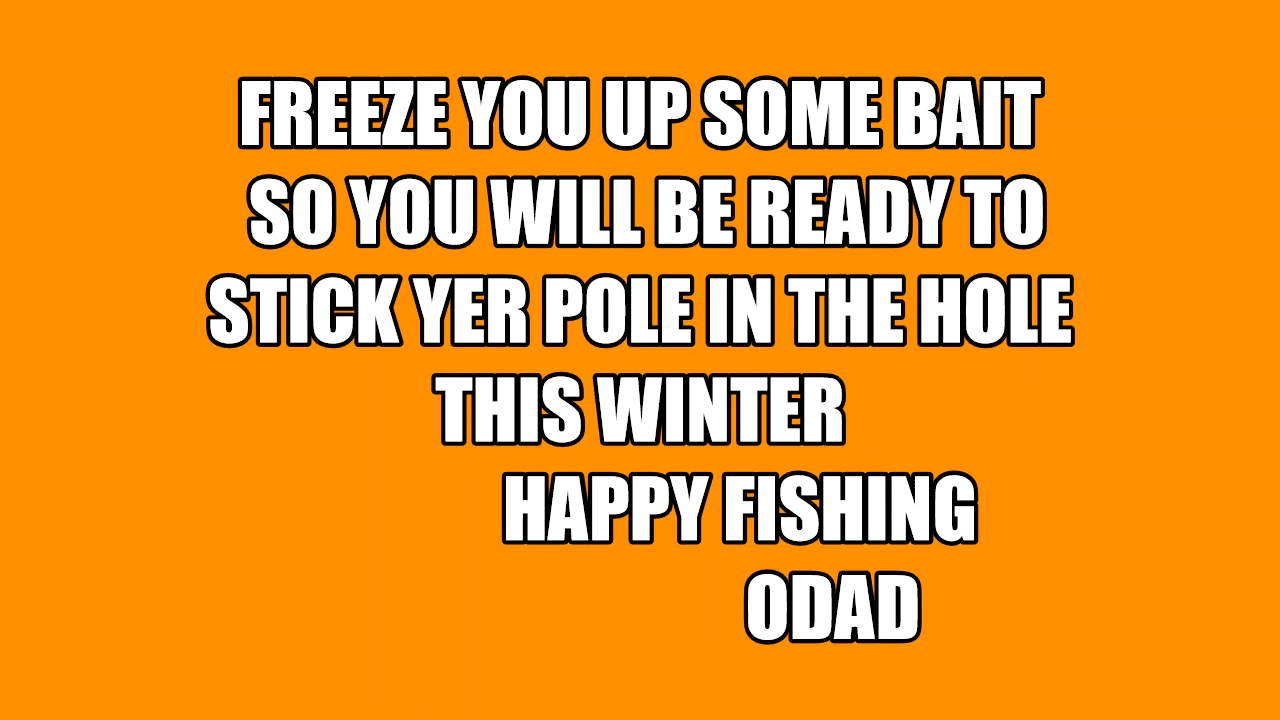 FREEZE YOU UP SOME BAIT
SO YOU WILL BE READY TO
STICK YER POLE IN THE HOLE
THIS WINTER
HAPPY FISHING
ODAD